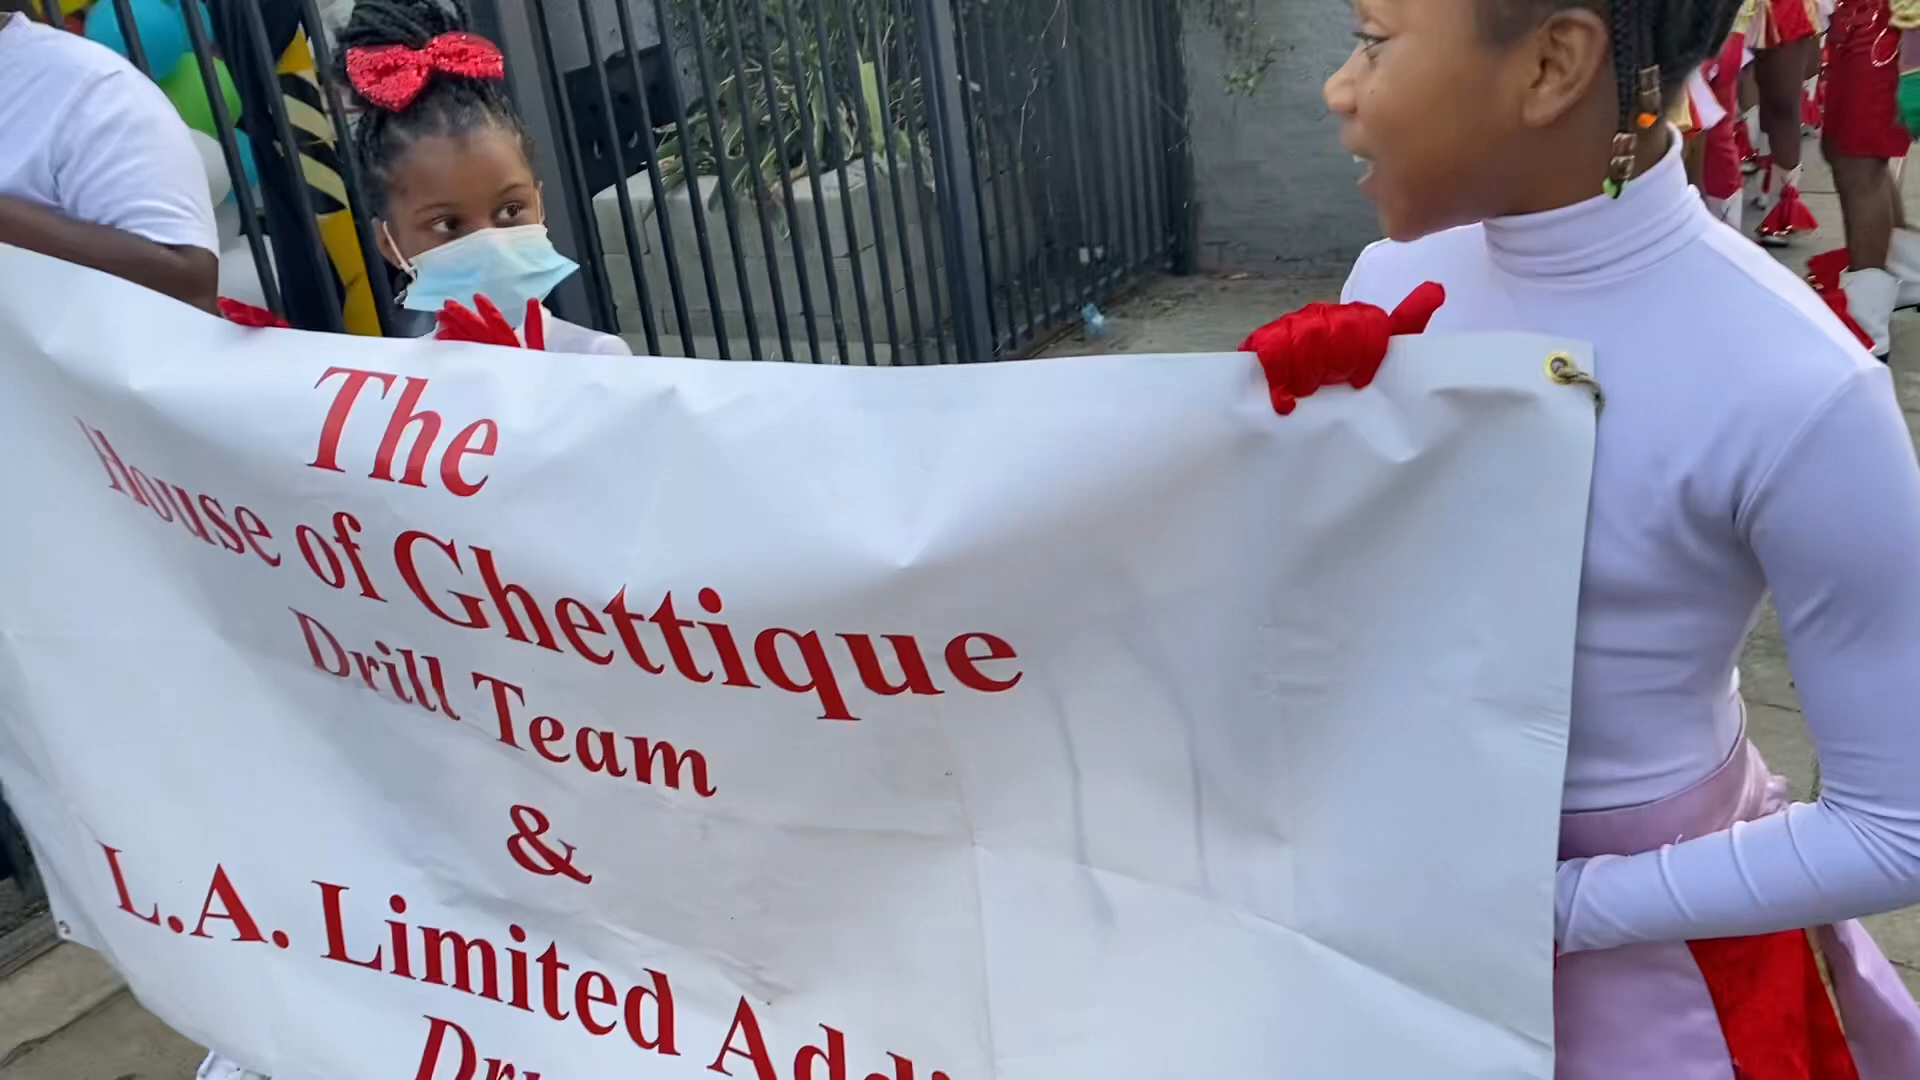 The
House of Ghettique
Drill Team
&
L.A. Limited